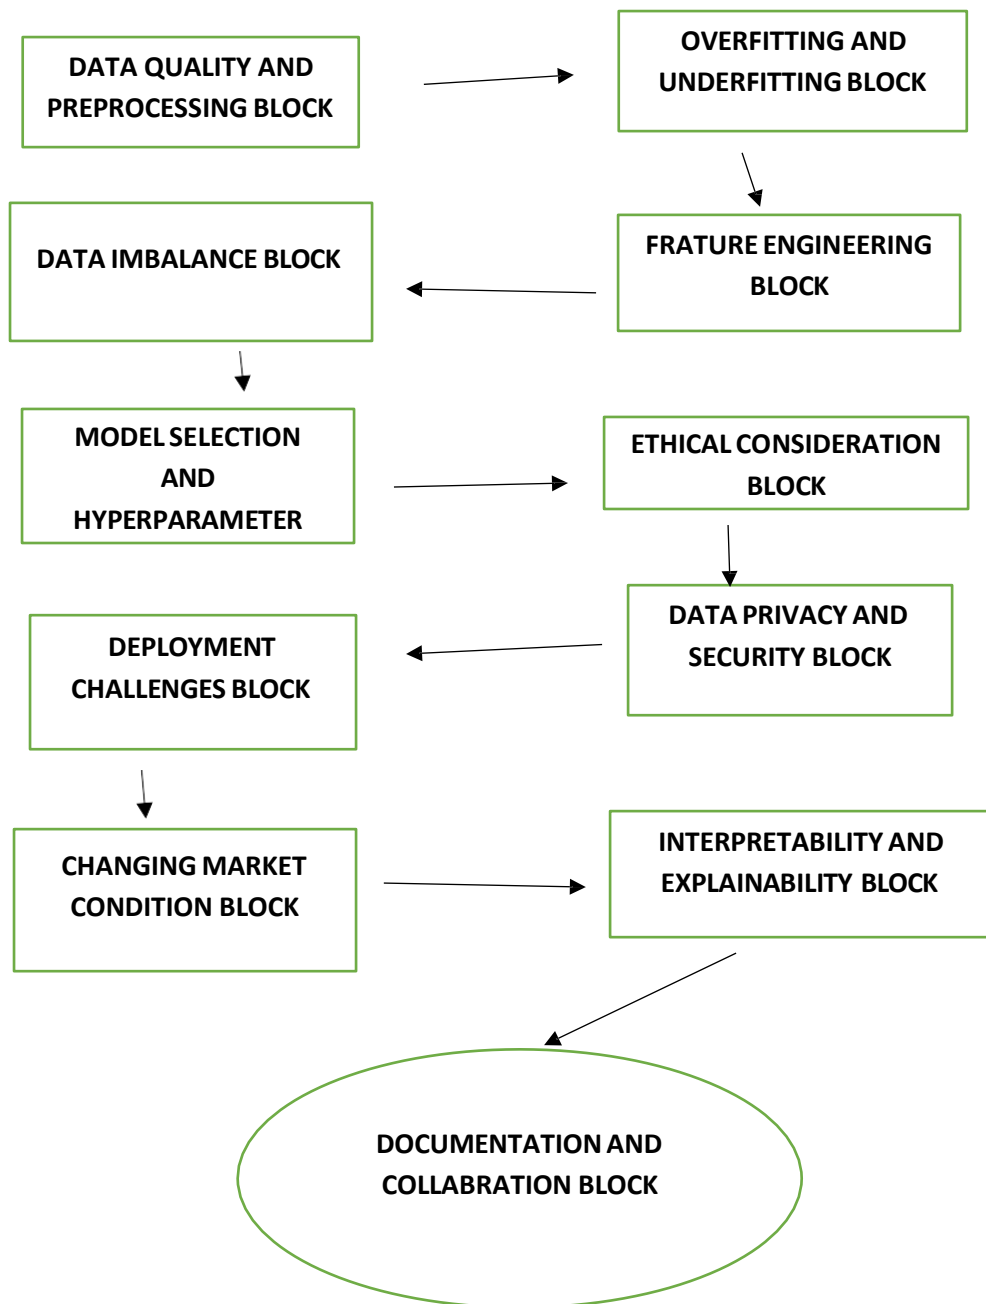 DATA QUALITY AND
PREPROCESSING BLOCK
OVERFITTING AND
UNDERFITTING BLOCK
FRATURE ENGINEERING
BLOCK
DATA IMBALANCE BLOCK
MODEL SELECTION
AND
HYPERPARAMETER
ETHICAL CONSIDERATION
BLOCK
DATA PRIVACY AND
SECURITY BLOCK
DEPLOYMENT
CHALLENGES BLOCK
CHANGING MARKET
CONDITION BLOCK
INTERPRETABILITY AND
EXPLAINABILITY BLOCK
DOCUMENTATION AND
COLLABRATION BLOCK